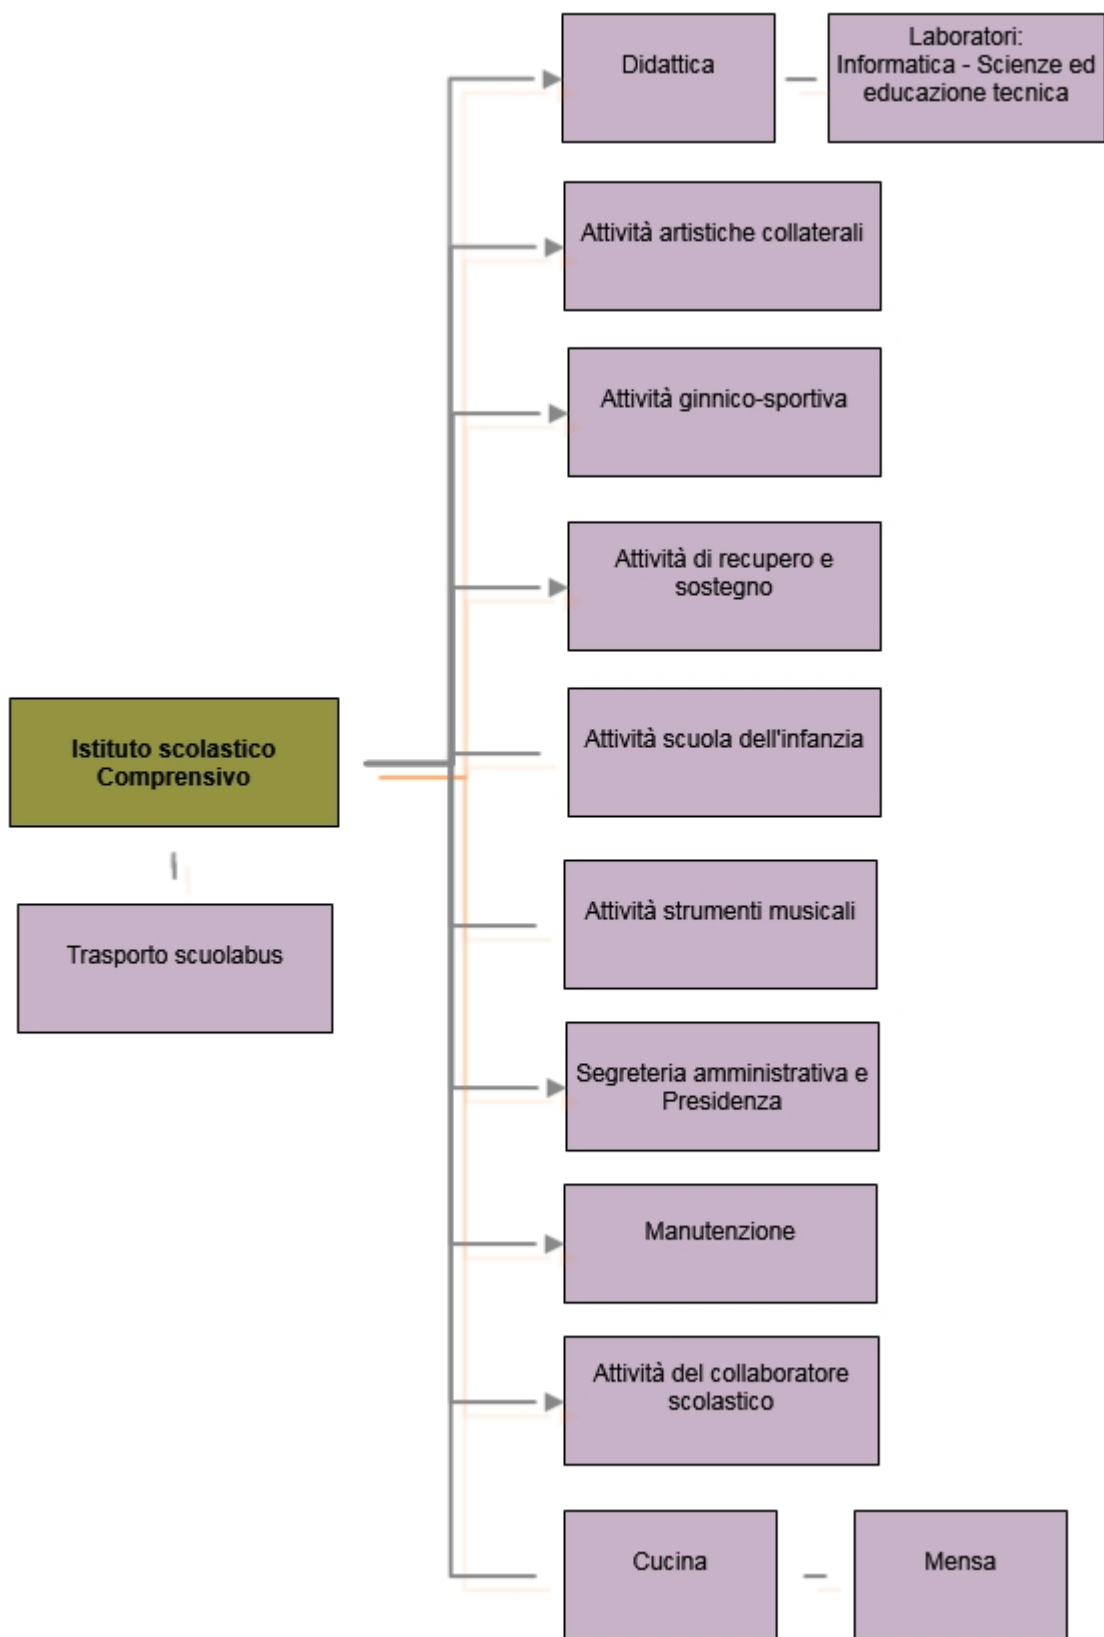 Didattica
Laboratori:
Informatica - Scienze ed
educazione tecnica
Attività artistiche collaterali
Attività ginnico-sportiva
Attività di recupero e
sostegno
Istituto scolastico
Comprensivo
Attività scuola dell'infanzia
Trasporto scuolabus
Attività strumenti musicali
Segreteria amministrativa e
Presidenza
Manutenzione
Attività del collaboratore
scolastico
Cucina
Mensa